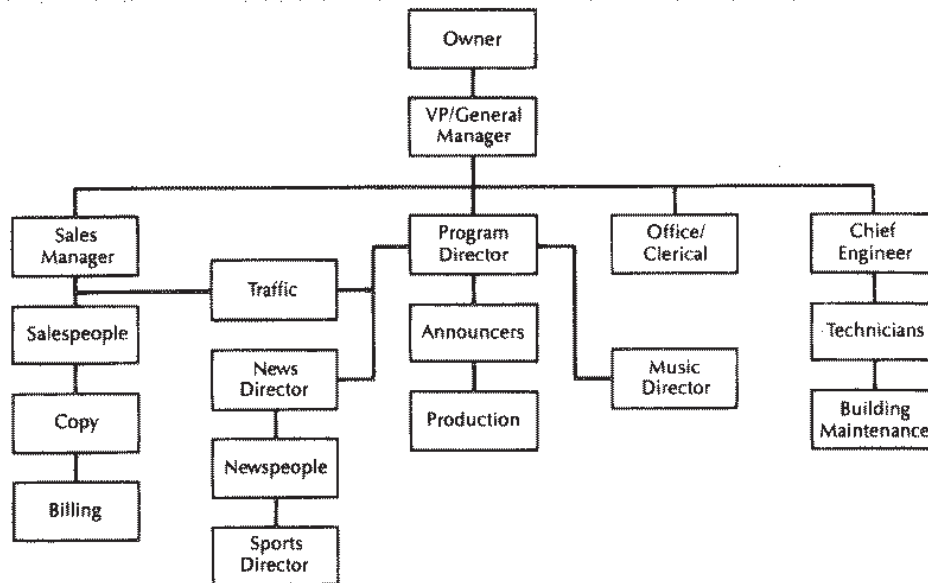 Owner
VP/General
Manager
Sales
Manager
Program
Director
Office/
Clerical
Chief
Engineer
Traffic
Salespeople
Announcers
Technicians
News
Director
Music
Director
Copy
Production
Building
Maintenance
Newspeople
Billing
Sports
Director